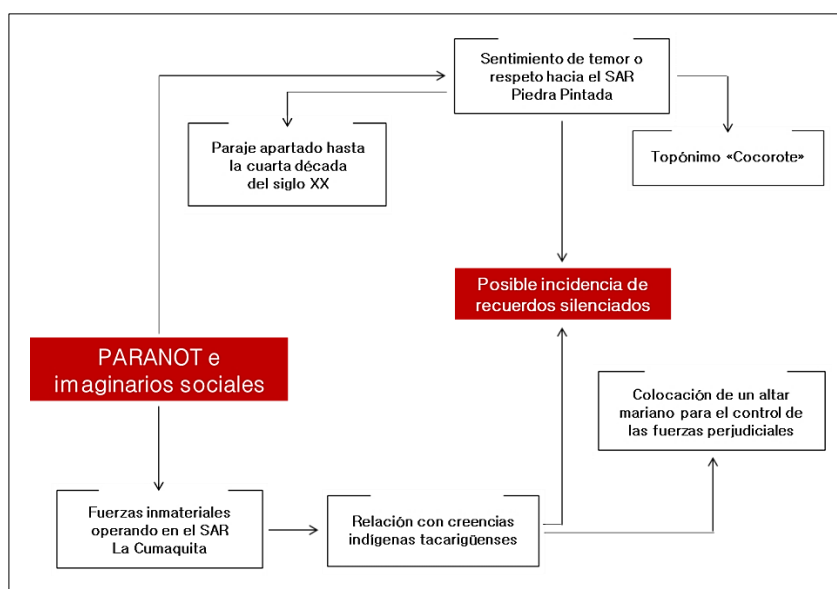 Sentimiento de temor o
respeto hacia el SAR
Piedra Pintada
Paraje apartado hasta
la cuarta década
del siglo XX
Topónimo «Cocorote»
Posible incidencia de
recuerdos silenciados
PARANOT e
imaginarios sociales
Colocación de un altar
mariano para el control de
las fuerzas perjudiciales
Fuerzas inmateriales
operando en el SAR
La Cumaquita
Relación con creencias
indígenas tacarigüenses